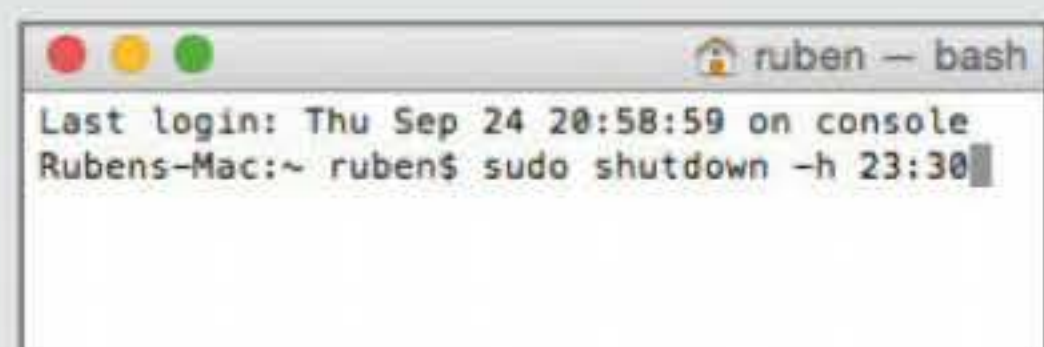 ruben — bash
Last login: Thu Sep 24 20:58:59 on console
Rubens-Mac:~ ruben$ sudo shutdown -h 23:30